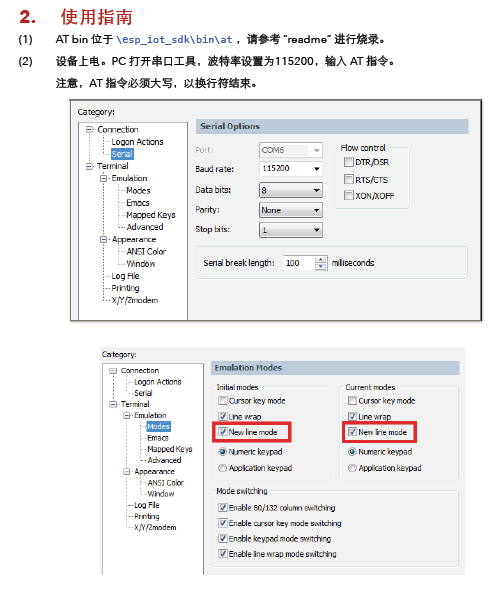 2. 使用指南
(1) AT bin 位于 \esp_iot_sdk\bin\at ，请参考 “readme” 进行烧录。
(2) 设备上电。PC 打开串口工具，波特率设置为115200，输入 AT 指令。
注意，AT 指令必须大写，以换行符结束。
Category:
Connection
Logon Actions
Serial
Terminal
Emulation
Modes
Emacs
Mapped Keys
Advanced
Appearance
ANSI Color
Window
Log File
Printing
X/Y/Zmodem
Serial Options
Port: COM6
Baud rate: 115200
Data bits: 8
Parity: None
Stop bits: 1
Flow control
DTR/DSR
RTS/CTS
XON/XOFF
Serial break length: 100 milliseconds
Category:
Connection
Logon Actions
Serial
Terminal
Emulation
Modes
Emacs
Mapped Keys
Advanced
Appearance
ANSI Color
Window
Log File
Printing
X/Y/Zmodem
Emulation Modes
Initial modes
Cursor key mode
Line wrap
New line mode
Numeric keypad
Application keypad
Current modes
Cursor key mode
Line wrap
New line mode
Numeric keypad
Application keypad
Mode switching
Enable 80/132 column switching
Enable cursor key mode switching
Enable keypad mode switching
Enable line wrap mode switching